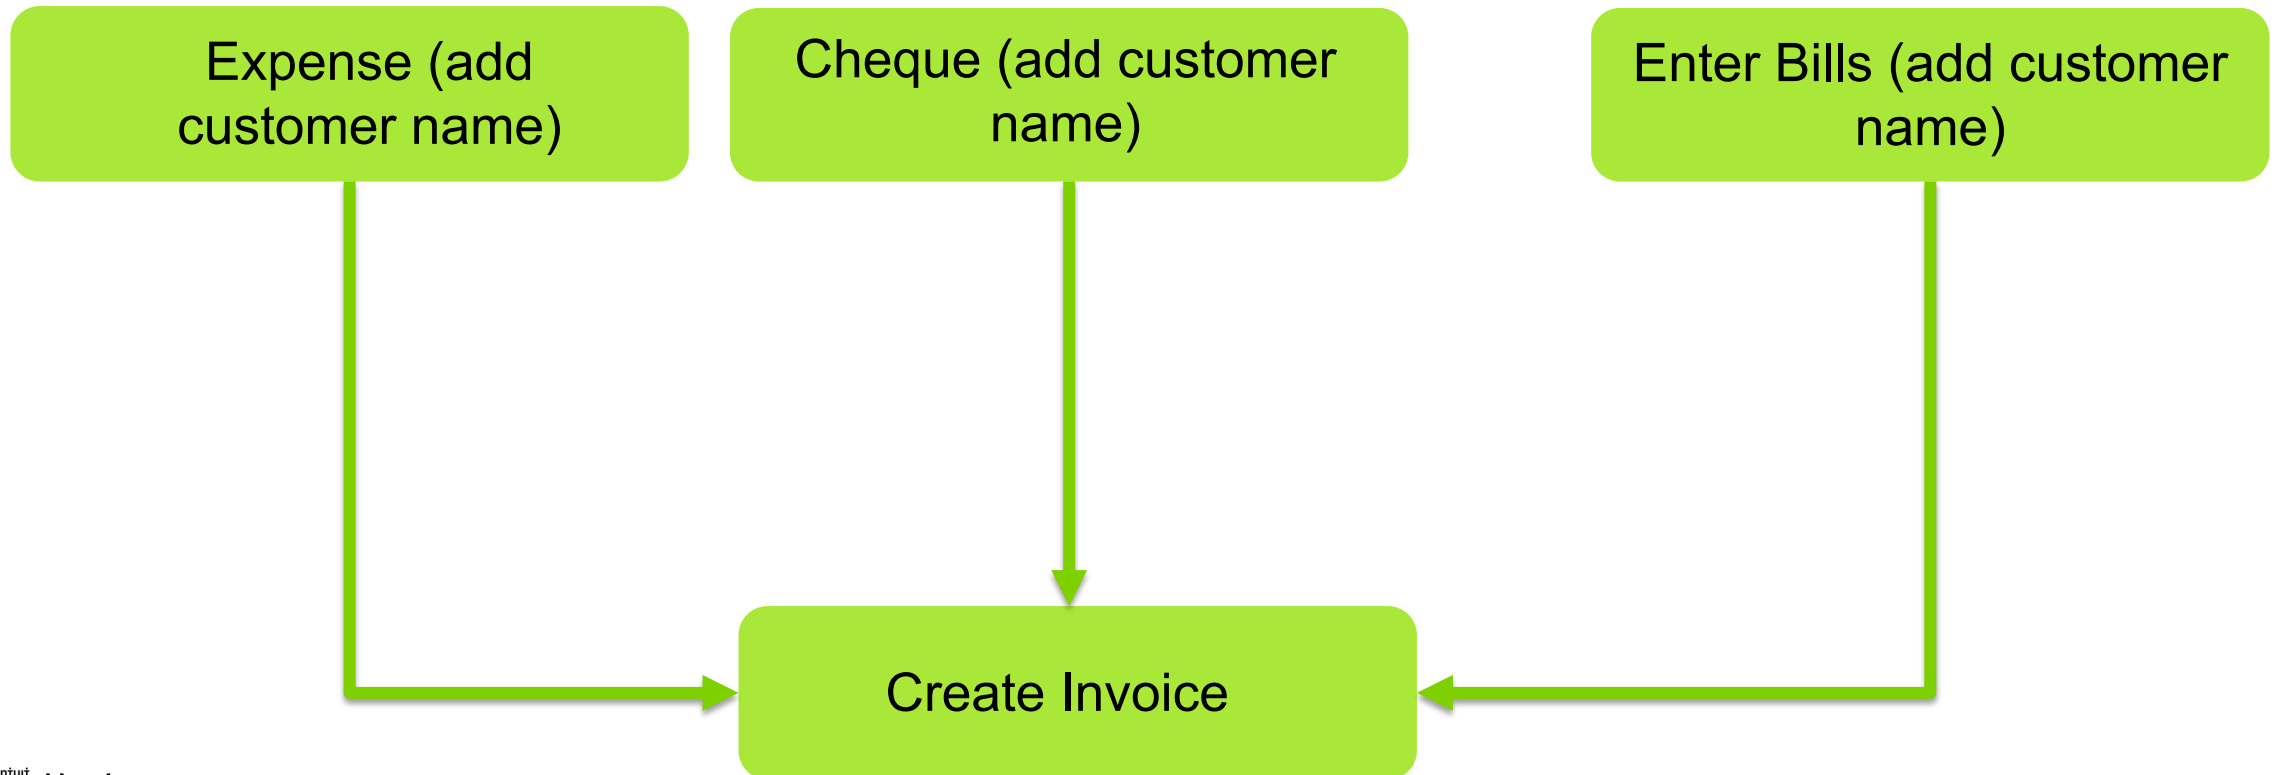 Expense (add
customer name)
Cheque (add customer
name)
Enter Bills (add customer
name)
Create Invoice